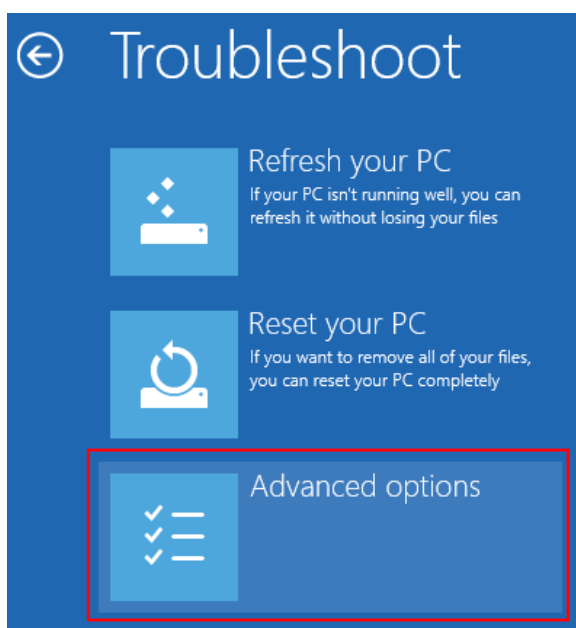 Troubleshoot
Refresh your PC
If your PC isn't running well, you can
refresh it without losing your files
Reset your PC
If you want to remove all of your files,
you can reset your PC completely
Advanced options